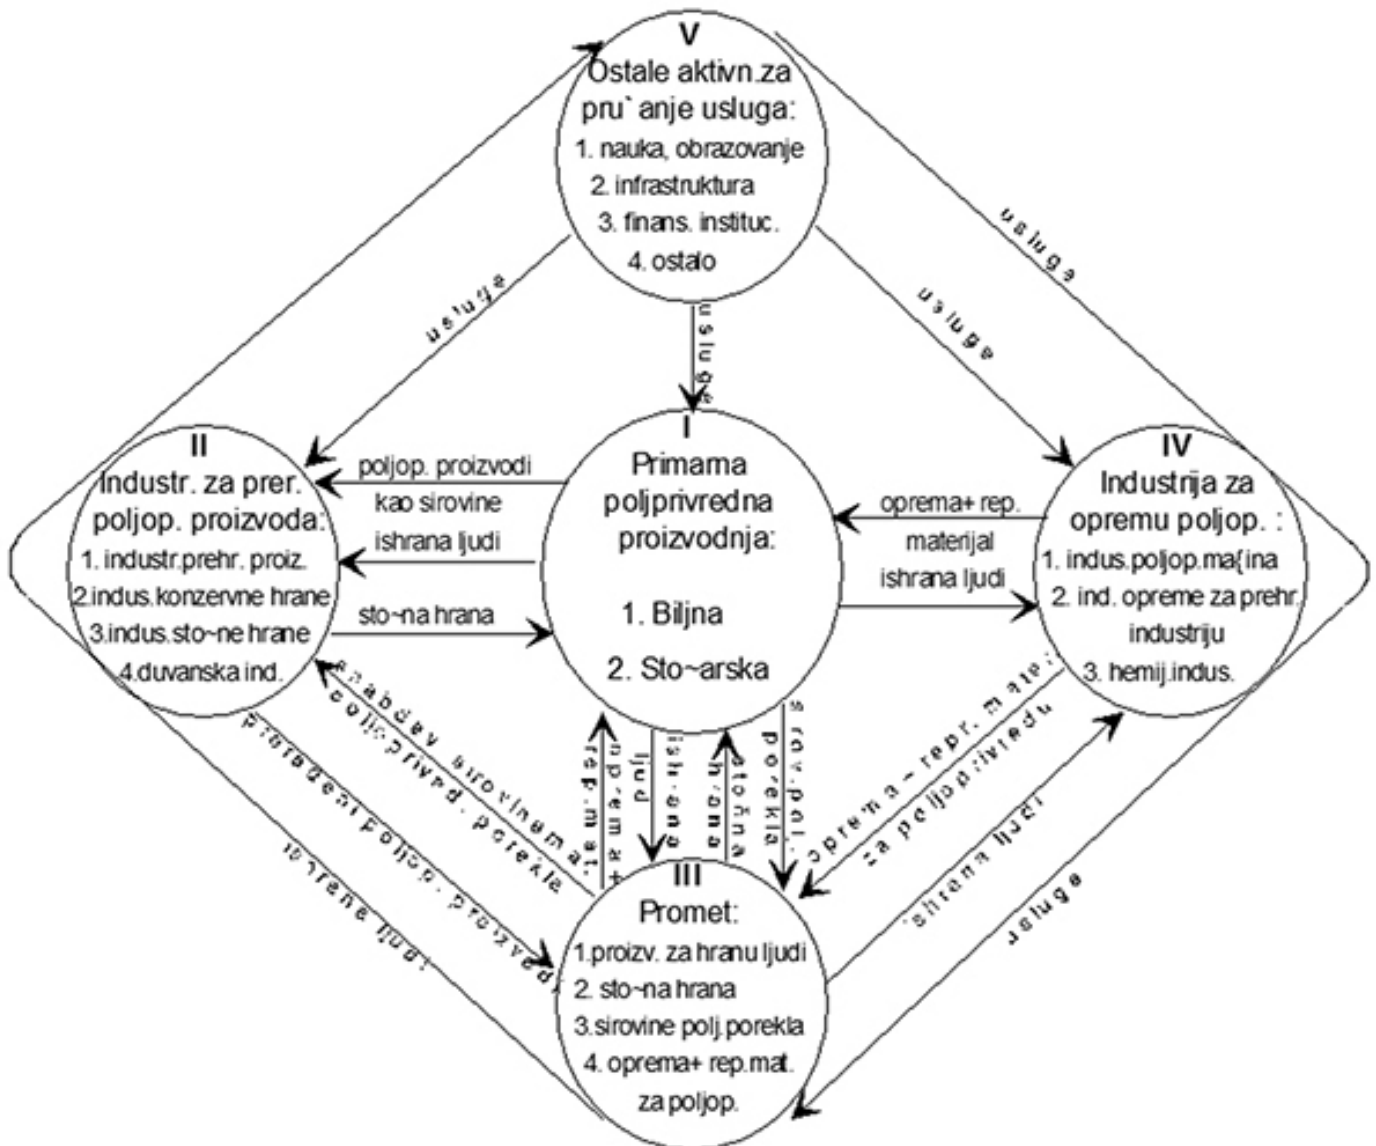 V
Ostale aktivn.za
pru` anje usluga:
1. nauka, obrazovanje
2. infrastruktura
3. finans. instituc.
4. ostalo
usluge
usluge
usluge
usluge
I
Primarna
poljprivredna
proizvodnja:
1. Biljna
2. Sto~arska
II
Industr. za prer.
poljop. proizvoda:
1. industr.prehr. proiz.
2.indus.konzervne hrane
3.indus.sto~ne hrane
4.duvanska ind.
poljop. proizvodi
kao sirovine
ishrana ljudi
sto~na hrana
oprema+ rep.
materijal
ishrana ljudi
IV
Industrija za
opremu poljop. :
1. indus.poljop.ma{ina
2. ind. opreme za prehr.
industriju
3. hemij.indus.
snabdev. sirovinama
poljoprivred. porekla
poljop.
ishrana ljudi
oprema+
rep.mat.
ishrana
ljud
stočna
hrana
sirov.polj.
porekla
oprema - repr. mater.
za poljoprivredu
ishrana ljudi
usluge
III
Promet:
1.proizv. za hranu ljudi
2. sto~na hrana
3.sirovine polj.porekla
4. oprema+ rep.mat.
za poljop.